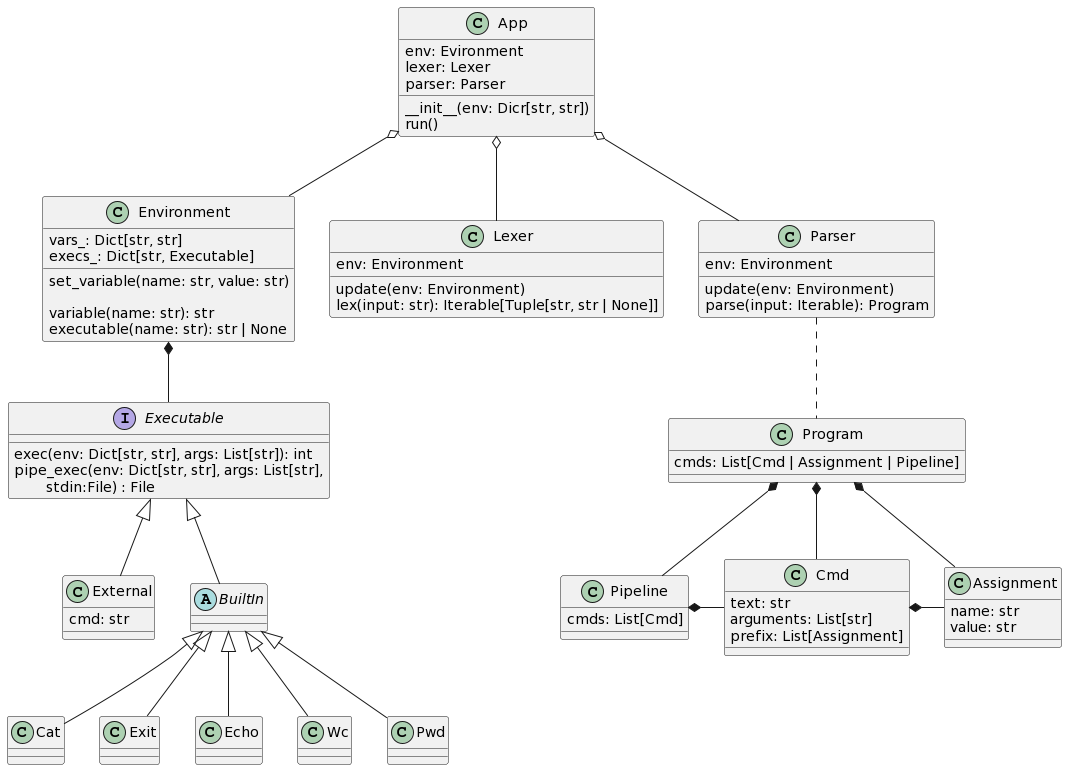 C App
env: Evironment
lexer: Lexer
parser: Parser
__init__(env: Dicr[str, str])
run()
C Environment
vars_: Dict[str, str]
execs_: Dict[str, Executable]
set_variable(name: str, value: str)
variable(name: str): str
executable(name: str): str | None
C Lexer
env: Environment
update(env: Environment)
lex(input: str): Iterable[Tuple[str, str | None]]
C Parser
env: Environment
update(env: Environment)
parse(input: Iterable): Program
I Executable
exec(env: Dict[str, str], args: List[str]): int
pipe_exec(env: Dict[str, str], args: List[str],
stdin:File) : File
C Program
cmds: List[Cmd | Assignment | Pipeline]
C External
cmd: str
A BuiltIn
C Pipeline
cmds: List[Cmd]
C Cmd
text: str
arguments: List[str]
prefix: List[Assignment]
C Assignment
name: str
value: str
C Cat
C Exit
C Echo
C Wc
C Pwd